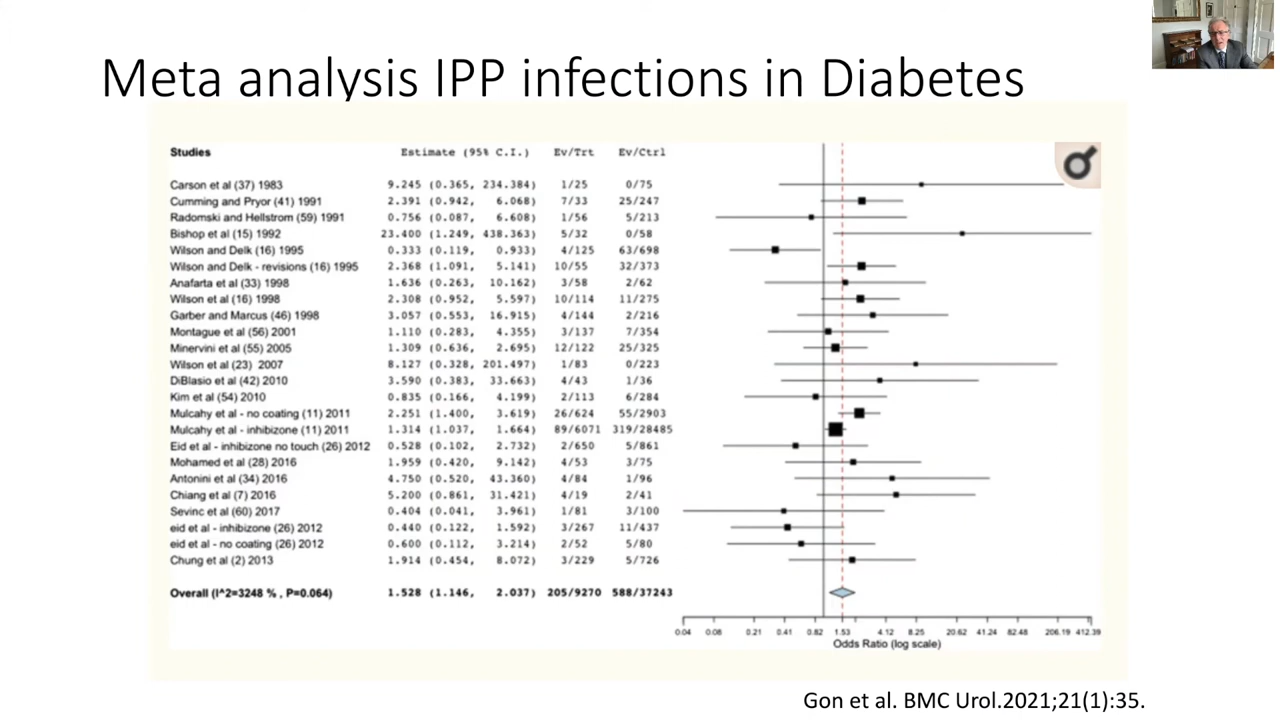 Meta analysis IPP infections in Diabetes
Studies Estimate (95% C.I.) Ev/Trt Ev/Ctrl
Carson et al (37) 1983 9.245 (0.365, 234.384) 1/25 0/75
Cumming and Pryor (41) 1991 2.391 (0.942, 6.068) 7/33 25/247
Radomski and Hellstrom (59) 1991 0.756 (0.087, 6.608) 1/56 5/213
Bishop et al (15) 1992 23.400 (1.249, 438.363) 5/32 0/58
Wilson and Delk (16) 1995 0.333 (0.119, 0.933) 4/125 63/698
Wilson and Delk - revisions (16) 1995 2.368 (1.091, 5.141) 10/55 32/373
Anafarta et al (33) 1998 1.636 (0.263, 10.162) 3/58 2/62
Wilson et al (16) 1998 2.308 (0.952, 5.597) 10/114 11/275
Garber and Marcus (46) 1998 3.057 (0.553, 16.915) 4/144 2/216
Montague et al (56) 2001 1.110 (0.283, 4.355) 3/137 7/354
Minervini et al (55) 2005 1.309 (0.636, 2.695) 12/122 25/325
Wilson et al (23) 2007 8.127 (0.328, 201.497) 1/83 0/223
DiBlasio et al (42) 2010 3.590 (0.383, 33.663) 4/43 1/36
Kim et al (54) 2010 0.835 (0.166, 4.199) 2/113 6/284
Mulcahy et al - no coating (11) 2011 2.251 (1.400, 3.619) 26/624 55/2903
Mulcahy et al - inhibizone (11) 2011 1.314 (1.037, 1.664) 89/6071 319/28485
Eid et al - inhibizone no touch (26) 2012 0.528 (0.102, 2.732) 2/650 5/861
Mohamed et al (28) 2016 1.959 (0.420, 9.142) 4/53 3/75
Antonini et al (34) 2016 4.750 (0.520, 43.360) 4/84 1/96
Chiang et al (7) 2016 5.200 (0.861, 31.421) 4/19 2/41
Sevinc et al (60) 2017 0.404 (0.041, 3.961) 1/81 3/100
eid et al - inhibizone (26) 2012 0.440 (0.122, 1.592) 3/267 11/437
eid et al - no coating (26) 2012 0.600 (0.112, 3.214) 2/52 5/80
Chung et al (2) 2013 1.914 (0.454, 8.072) 3/229 5/726
Overall (I^2=3248 % , P=0.064) 1.528 (1.146, 2.037) 205/9270 588/37243
0.04 0.08 0.21 0.41 0.82 1.53 4.12 8.25 20.62 41.24 82.48 206.19 412.39
Odds Ratio (log scale)
Gon et al. BMC Urol.2021;21(1):35.